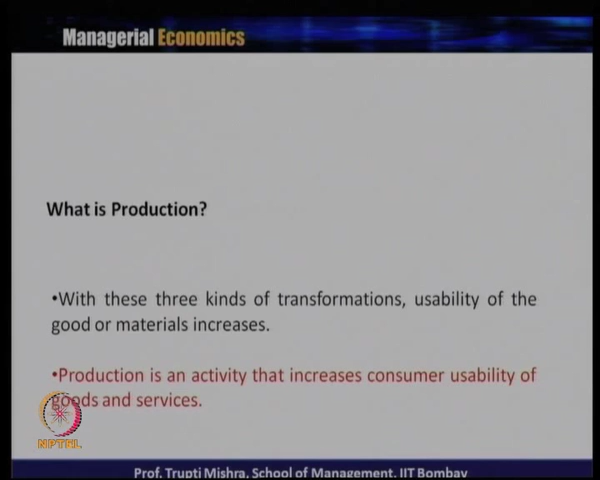 Managerial Economics
What is Production?
•With these three kinds of transformations, usability of the
good or materials increases.
•Production is an activity that increases consumer usability of
goods and services.
NPTEL
Prof. Trupti Mishra, School of Management, IIT Bombay